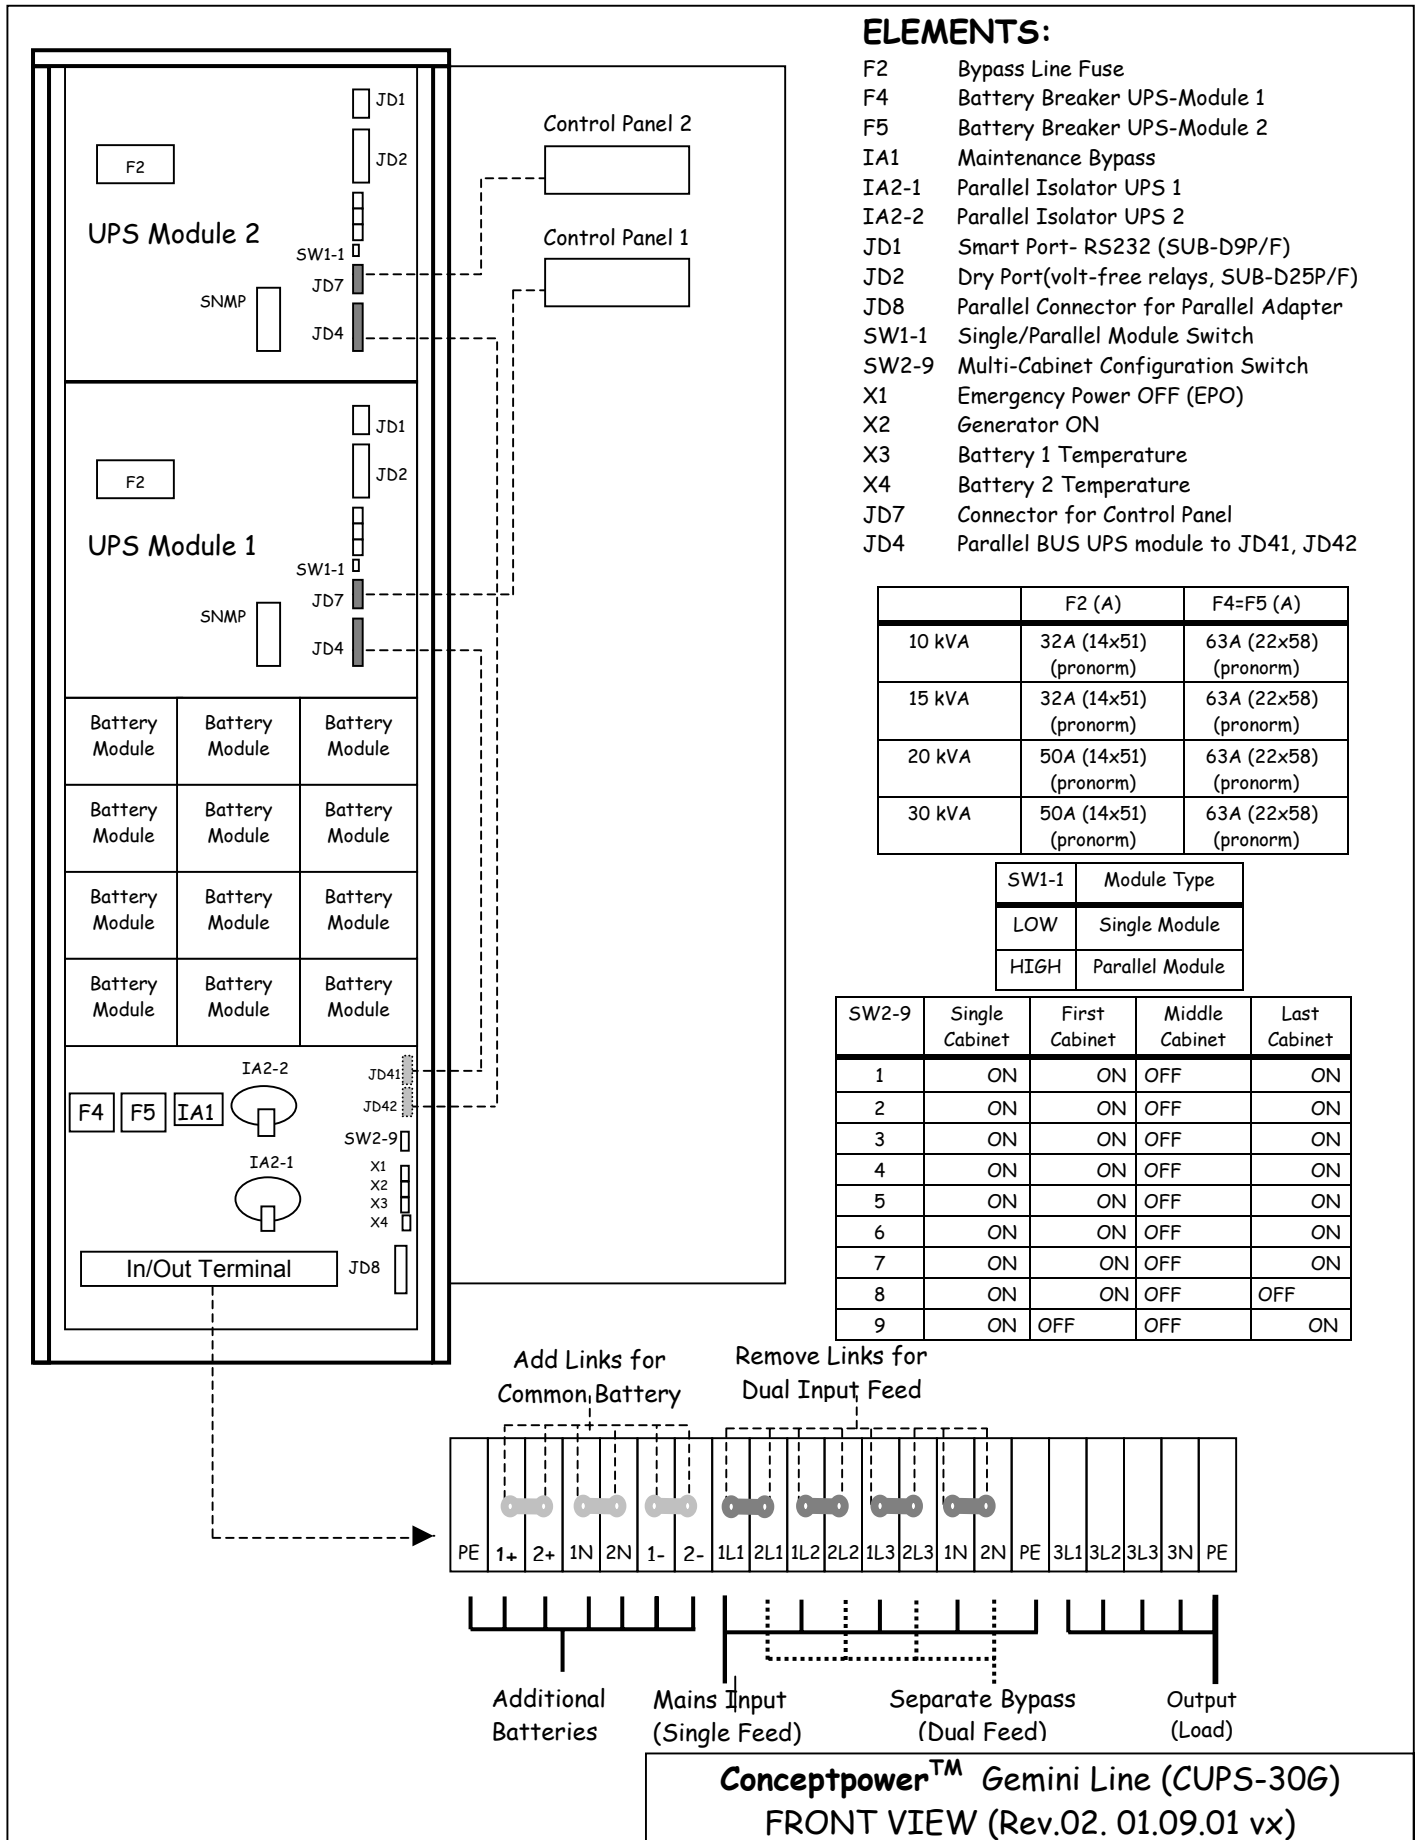 ELEMENTS:
F2 Bypass Line Fuse
F4 Battery Breaker UPS-Module 1
F5 Battery Breaker UPS-Module 2
IA1 Maintenance Bypass
IA2-1 Parallel Isolator UPS 1
IA2-2 Parallel Isolator UPS 2
JD1 Smart Port- RS232 (SUB-D9P/F)
JD2 Dry Port(volt-free relays, SUB-D25P/F)
JD8 Parallel Connector for Parallel Adapter
SW1-1 Single/Parallel Module Switch
SW2-9 Multi-Cabinet Configuration Switch
X1 Emergency Power OFF (EPO)
X2 Generator ON
X3 Battery 1 Temperature
X4 Battery 2 Temperature
JD7 Connector for Control Panel
JD4 Parallel BUS UPS module to JD41, JD42
JD1
JD2
F2
UPS Module 2
SW1-1
JD7
SNMP
JD4
Control Panel 2
Control Panel 1
JD1
JD2
F2
UPS Module 1
SW1-1
JD7
SNMP
JD4
Battery Battery Battery
Module Module Module
Battery Battery Battery
Module Module Module
Battery Battery Battery
Module Module Module
Battery Battery Battery
Module Module Module
IA2-2
JD41
JD42
F4 F5 IA1
SW2-9
IA2-1
X1
X2
X3
X4
In/Out Terminal
JD8
F2 (A) F4=F5 (A)
10 kVA 32A (14x51) 63A (22x58)
(pronorm) (pronorm)
15 kVA 32A (14x51) 63A (22x58)
(pronorm) (pronorm)
20 kVA 50A (14x51) 63A (22x58)
(pronorm) (pronorm)
30 kVA 50A (14x51) 63A (22x58)
(pronorm) (pronorm)
SW1-1 Module Type
LOW Single Module
HIGH Parallel Module
SW2-9 Single First Middle Last
Cabinet Cabinet Cabinet Cabinet
1 ON ON OFF ON
2 ON ON OFF ON
3 ON ON OFF ON
4 ON ON OFF ON
5 ON ON OFF ON
6 ON ON OFF ON
7 ON ON OFF ON
8 ON ON OFF OFF
9 ON OFF OFF ON
Add Links for
Common Battery
Remove Links for
Dual Input Feed
PE 1+ 2+ 1N 2N 1- 2- 1L1 2L1 1L2 2L2 1L3 2L3 1N 2N PE 3L1 3L2 3L3 3N PE
Additional
Batteries
Mains Input
(Single Feed)
Separate Bypass
(Dual Feed)
Output
(Load)
Conceptpower™ Gemini Line (CUPS-30G)
FRONT VIEW (Rev.02. 01.09.01 vx)